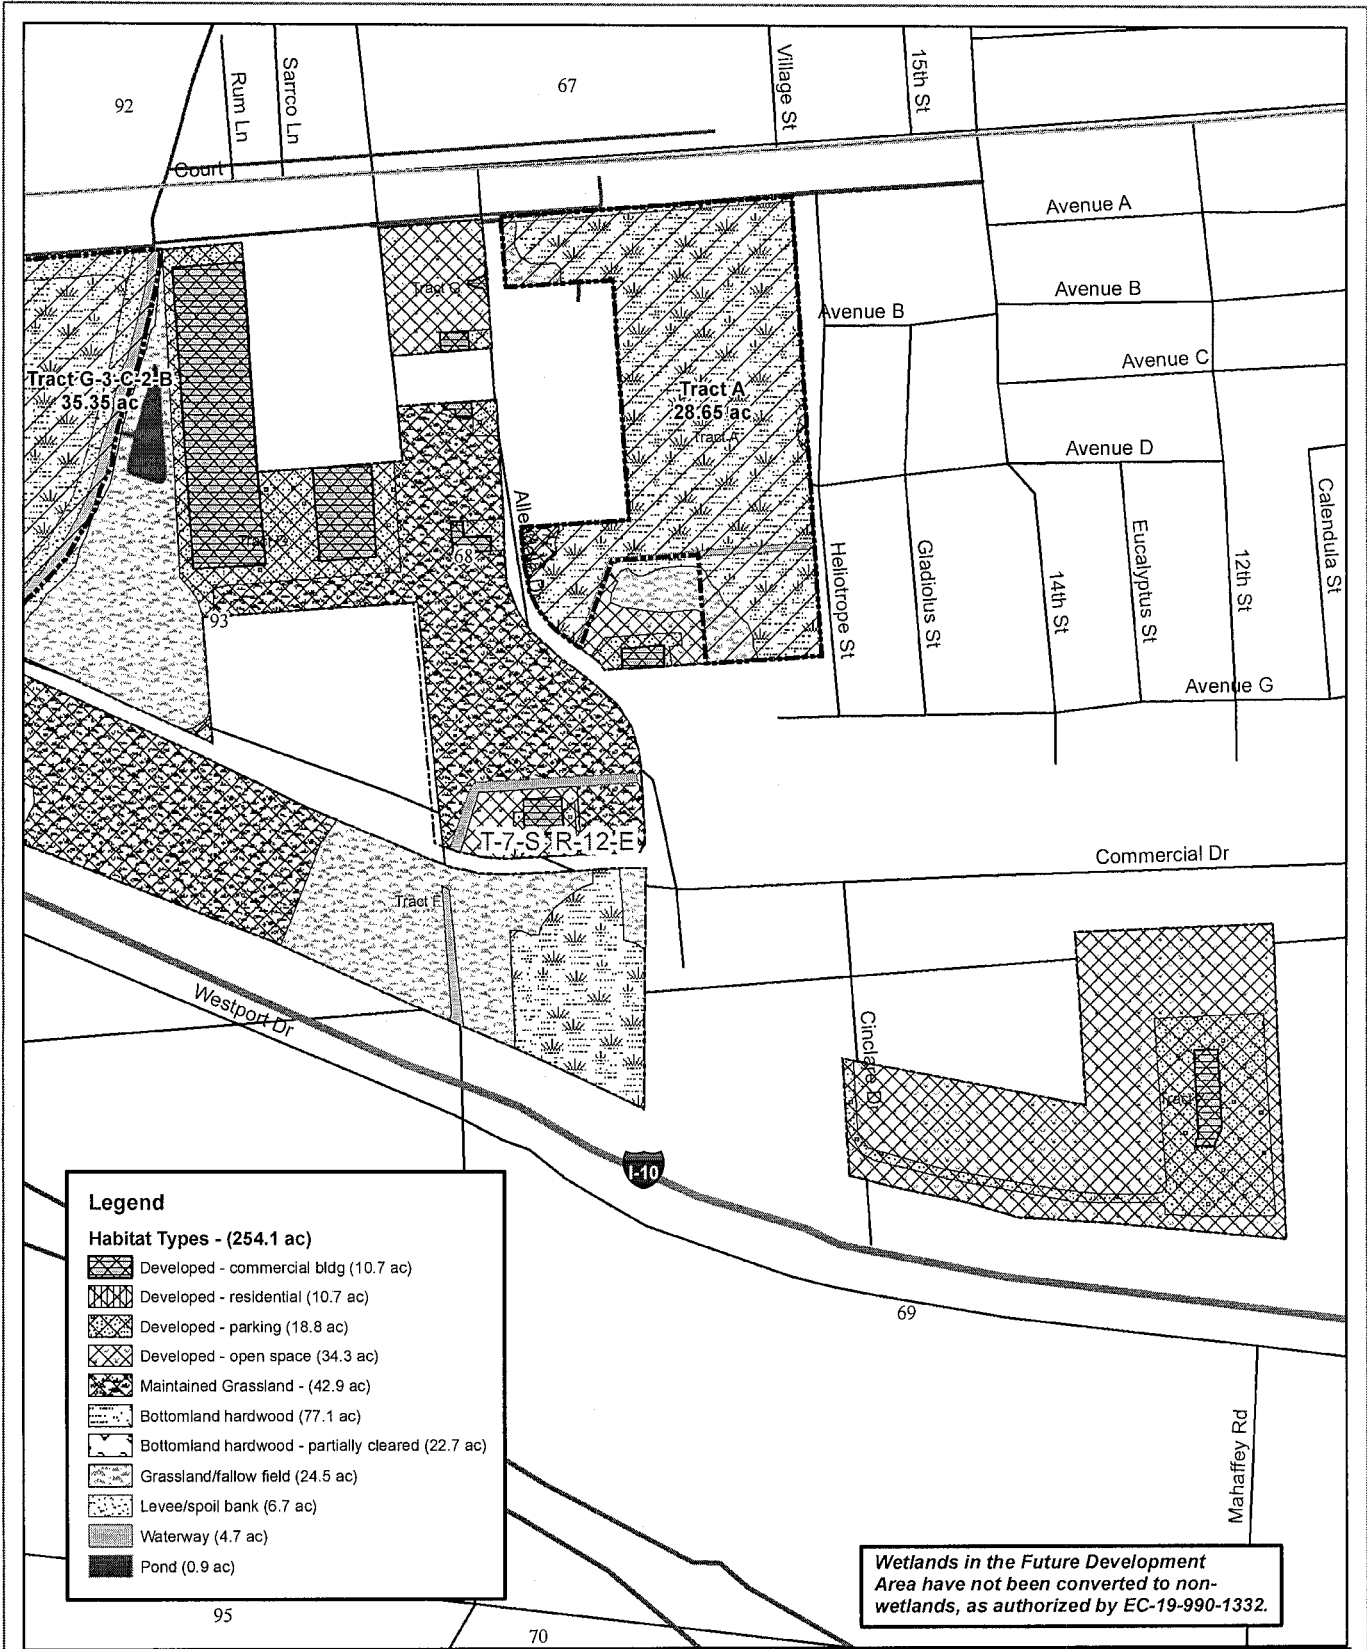 92
Rum Ln
Sarrco Ln
67
Village St
15th St
Court
Avenue A
Tract G
Avenue B
Avenue B
Avenue C
Tract G-3-C-2-B
35.35 ac
Tract A
28.65 ac
Tract A
Avenue D
68
Heliotrope St
Gladiolus St
14th St
Eucalyptus St
12th St
Calendula St
93
Avenue G
T-7-S R-12-E
Commercial Dr
Tract F
Westport Dr
Cinclare Dr
Tract
I-10
69
Mahaffey Rd
Legend
Habitat Types - (254.1 ac)
Developed - commercial bldg (10.7 ac)
Developed - residential (10.7 ac)
Developed - parking (18.8 ac)
Developed - open space (34.3 ac)
Maintained Grassland - (42.9 ac)
Bottomland hardwood (77.1 ac)
Bottomland hardwood - partially cleared (22.7 ac)
Grassland/fallow field (24.5 ac)
Levee/spoil bank (6.7 ac)
Waterway (4.7 ac)
Pond (0.9 ac)
Wetlands in the Future Development
Area have not been converted to non-
wetlands, as authorized by EC-19-990-1332.
95
70